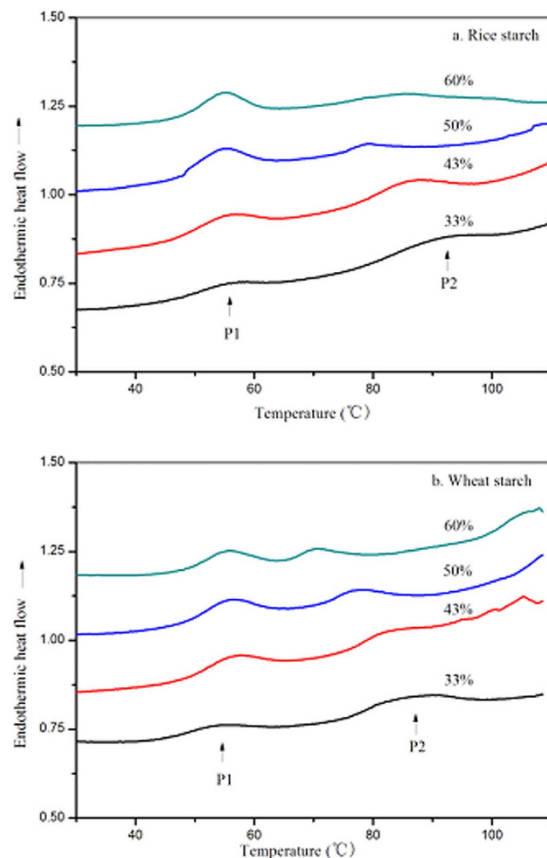 1.50
a. Rice starch
60%
1.25
50%
43%
1.00
33%
0.75
P2
P1
0.50
40
60
80
100
Temperature (℃)
Endothermic heat flow
1.50
b. Wheat starch
60%
1.25
50%
43%
1.00
33%
0.75
P1
P2
0.50
40
60
80
100
Temperature (℃)
Endothermic heat flow